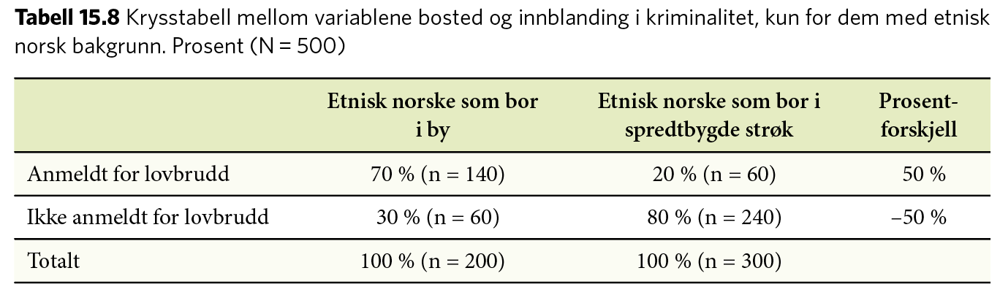 Tabell 15.8 Krysstabell mellom variablene bosted og innblanding i kriminalitet, kun for dem med etnisk
norsk bakgrunn. Prosent (N = 500)
Etnisk norske som bor i by Etnisk norske som bor i spredtbygde strøk Prosent-forskjell
Anmeldt for lovbrudd 70 % (n = 140) 20 % (n = 60) 50 %
Ikke anmeldt for lovbrudd 30 % (n = 60) 80 % (n = 240) –50 %
Totalt 100 % (n = 200) 100 % (n = 300)